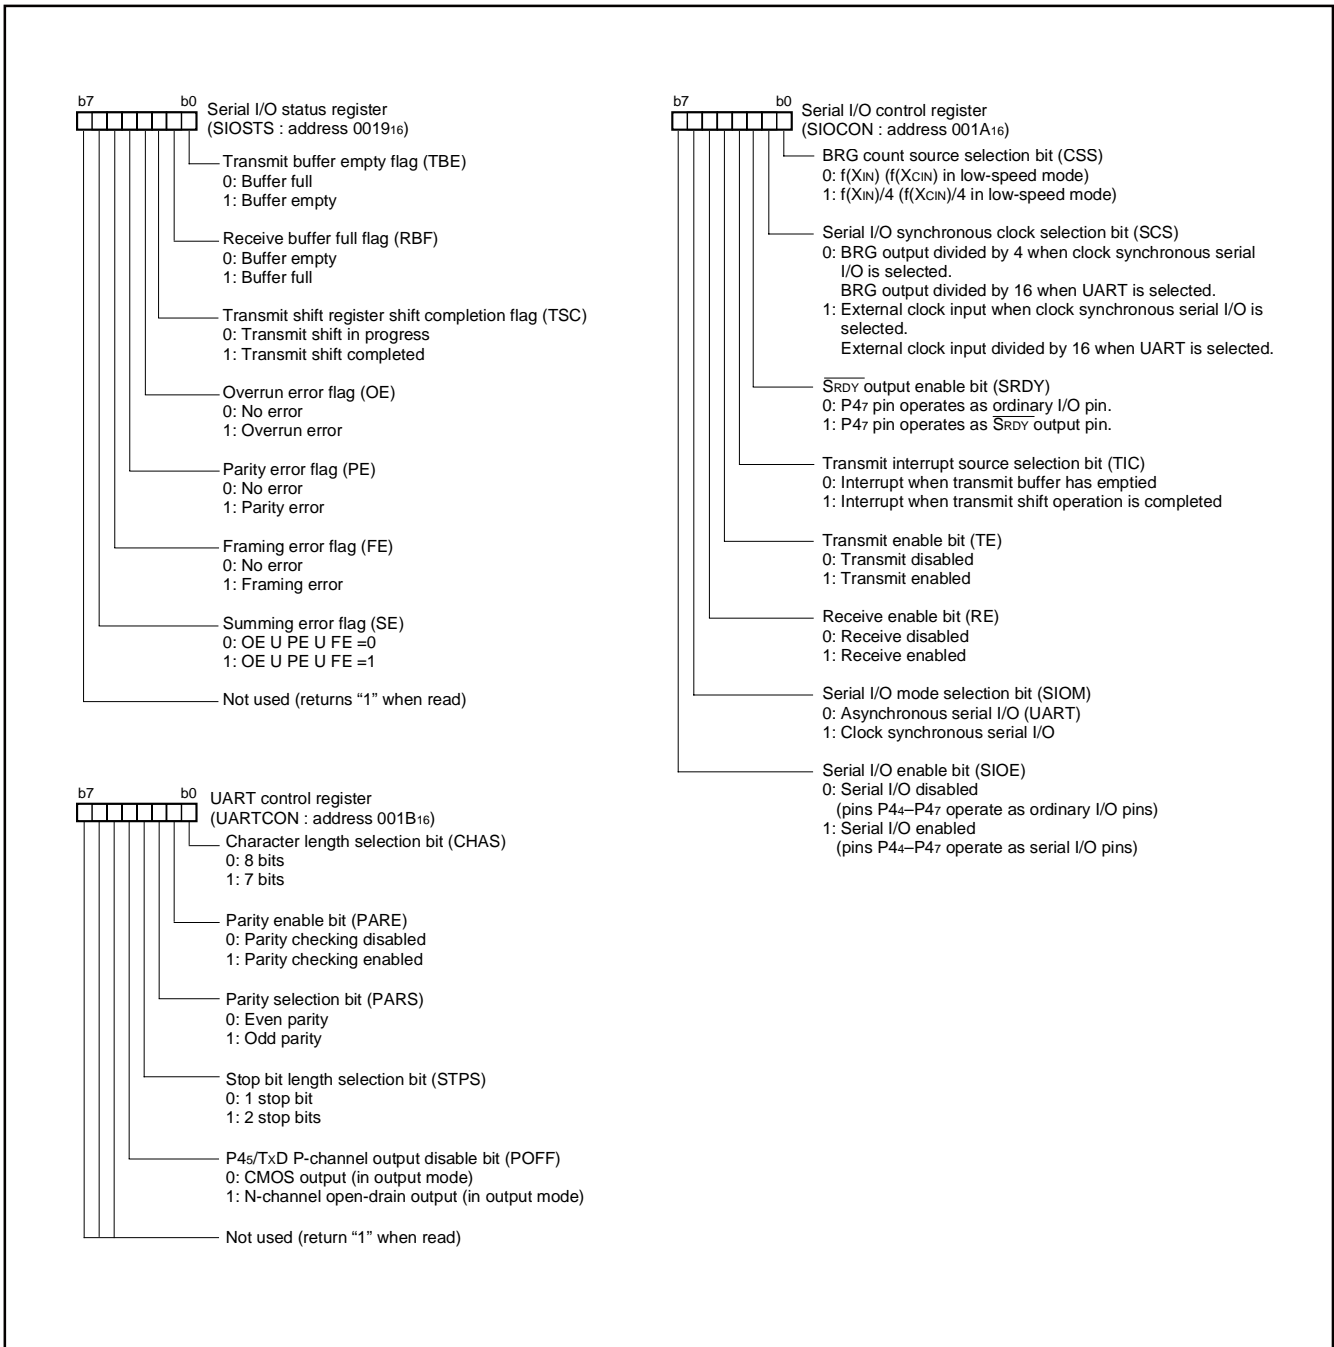 b7 b0
Serial I/O status register
(SIOSTS : address 001916)
Transmit buffer empty flag (TBE)
0: Buffer full
1: Buffer empty
Receive buffer full flag (RBF)
0: Buffer empty
1: Buffer full
Transmit shift register shift completion flag (TSC)
0: Transmit shift in progress
1: Transmit shift completed
Overrun error flag (OE)
0: No error
1: Overrun error
Parity error flag (PE)
0: No error
1: Parity error
Framing error flag (FE)
0: No error
1: Framing error
Summing error flag (SE)
0: OE U PE U FE =0
1: OE U PE U FE =1
Not used (returns “1” when read)
b7 b0
UART control register
(UARTCON : address 001B16)
Character length selection bit (CHAS)
0: 8 bits
1: 7 bits
Parity enable bit (PARE)
0: Parity checking disabled
1: Parity checking enabled
Parity selection bit (PARS)
0: Even parity
1: Odd parity
Stop bit length selection bit (STPS)
0: 1 stop bit
1: 2 stop bits
P45/TXD P-channel output disable bit (POFF)
0: CMOS output (in output mode)
1: N-channel open-drain output (in output mode)
Not used (return “1” when read)
b7 b0
Serial I/O control register
(SIOCON : address 001A16)
BRG count source selection bit (CSS)
0: f(XIN) (f(XCIN) in low-speed mode)
1: f(XIN)/4 (f(XCIN)/4 in low-speed mode)
Serial I/O synchronous clock selection bit (SCS)
0: BRG output divided by 4 when clock synchronous serial
I/O is selected.
BRG output divided by 16 when UART is selected.
1: External clock input when clock synchronous serial I/O is
selected.
External clock input divided by 16 when UART is selected.
SRDY output enable bit (SRDY)
0: P47 pin operates as ordinary I/O pin.
1: P47 pin operates as SRDY output pin.
Transmit interrupt source selection bit (TIC)
0: Interrupt when transmit buffer has emptied
1: Interrupt when transmit shift operation is completed
Transmit enable bit (TE)
0: Transmit disabled
1: Transmit enabled
Receive enable bit (RE)
0: Receive disabled
1: Receive enabled
Serial I/O mode selection bit (SIOM)
0: Asynchronous serial I/O (UART)
1: Clock synchronous serial I/O
Serial I/O enable bit (SIOE)
0: Serial I/O disabled
(pins P44–P47 operate as ordinary I/O pins)
1: Serial I/O enabled
(pins P44–P47 operate as serial I/O pins)